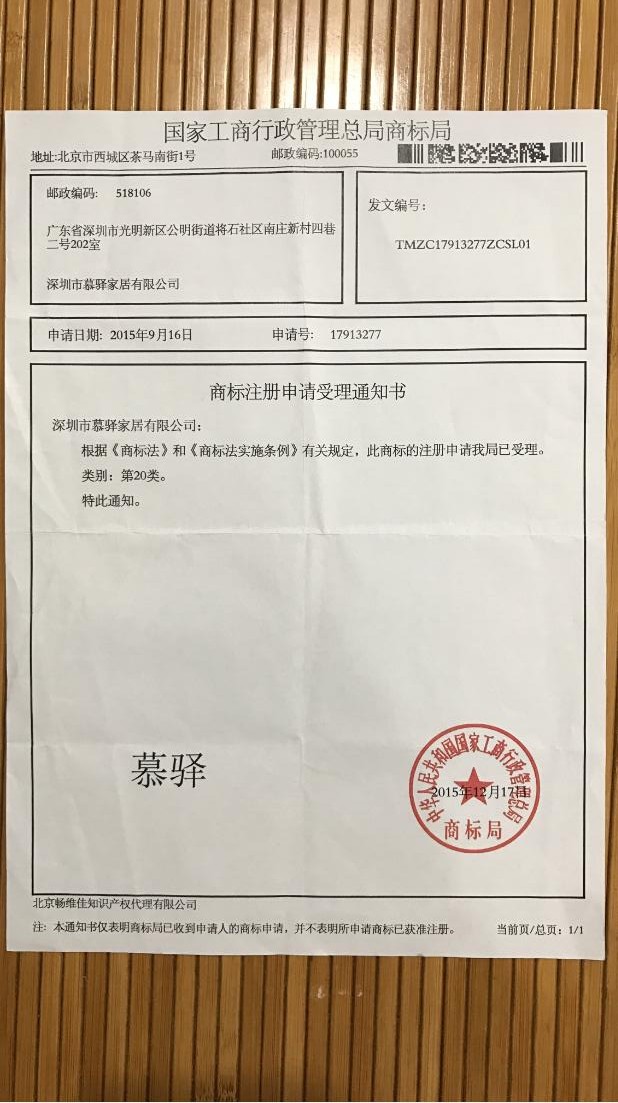 国家工商行政管理总局商标局
地址:北京市西城区茶马南街1号 邮政编码:100055
邮政编码: 518106
广东省深圳市光明新区公明街道将石社区南庄新村四巷
二号202室
深圳市慕驿家居有限公司
发文编号:
TMZC17913277ZCSL01
申请日期: 2015年9月16日 申请号: 17913277
商标注册申请受理通知书
深圳市慕驿家居有限公司:
根据《商标法》和《商标法实施条例》有关规定，此商标的注册申请我局已受理。
类别: 第20类。
特此通知。
慕驿
中华人民共和国国家工商行政管理总局
2015年12月17日
商标局
北京畅维佳知识产权代理有限公司
注: 本通知书仅表明商标局已收到申请人的商标申请，并不表明所申请商标已获准注册。 当前页/总页: 1/1